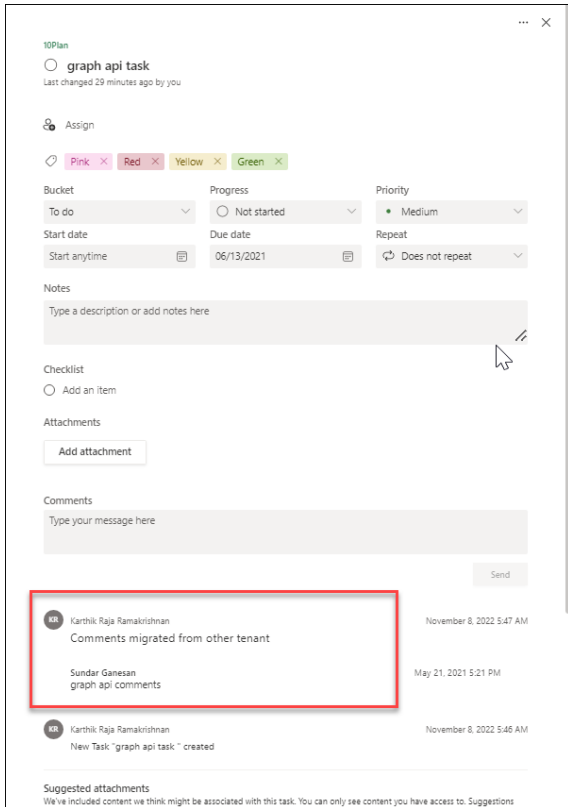 10Plan
graph api task
Last changed 29 minutes ago by you
Assign
Pink × Red × Yellow × Green ×
Bucket Progress Priority
To do Not started Medium
Start date Due date Repeat
Start anytime 06/13/2021 Does not repeat
Notes
Type a description or add notes here
Checklist
Add an item
Attachments
Add attachment
Comments
Type your message here
Send
KR Karthik Raja Ramakrishnan November 8, 2022 5:47 AM
Comments migrated from other tenant
Sundar Ganesan May 21, 2021 5:21 PM
graph api comments
KR Karthik Raja Ramakrishnan November 8, 2022 5:46 AM
New Task "graph api task " created
Suggested attachments
We've included content we think might be associated with this task. You can only see content you have access to. Suggestions